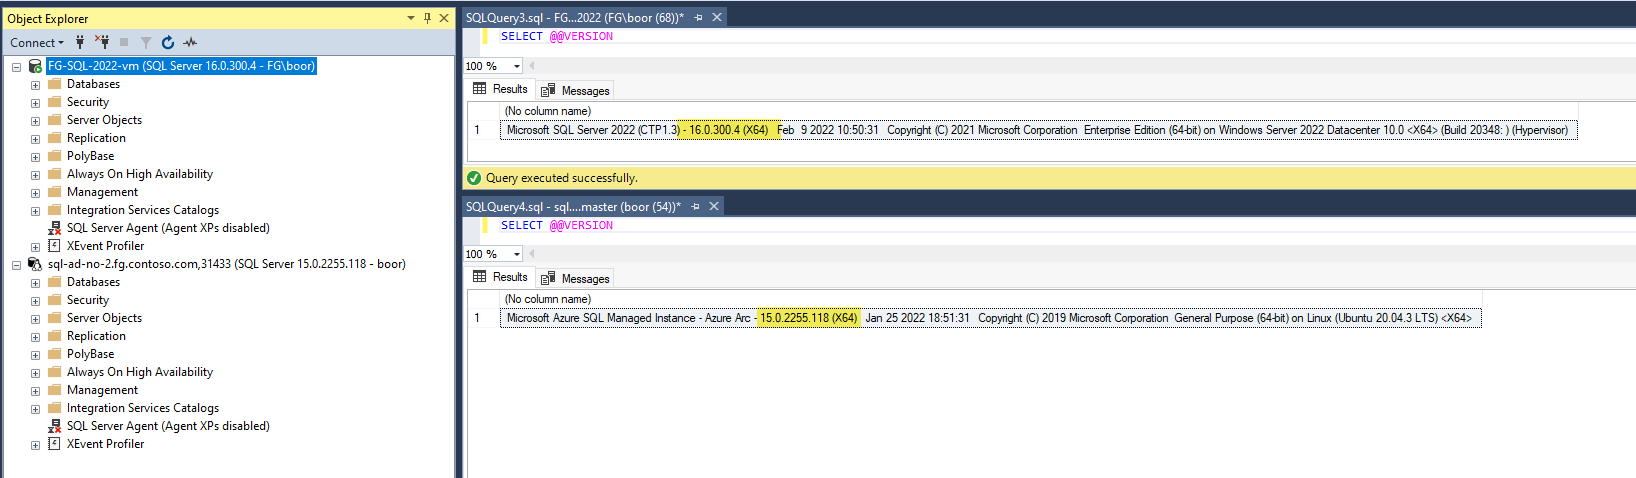 Object Explorer
Connect
FG-SQL-2022-vm (SQL Server 16.0.300.4 - FG\boor)
Databases
Security
Server Objects
Replication
PolyBase
Always On High Availability
Management
Integration Services Catalogs
SQL Server Agent (Agent XPs disabled)
XEvent Profiler
sql-ad-no-2.fg.contoso.com,31433 (SQL Server 15.0.2255.118 - boor)
Databases
Security
Server Objects
Replication
PolyBase
Always On High Availability
Management
Integration Services Catalogs
SQL Server Agent (Agent XPs disabled)
XEvent Profiler
SQLQuery3.sql - FG...2022 (FG\boor (68))*
SELECT @@VERSION
100 %
Results Messages
(No column name)
1 Microsoft SQL Server 2022 (CTP1.3) - 16.0.300.4 (X64) Feb 9 2022 10:50:31 Copyright (C) 2021 Microsoft Corporation Enterprise Edition (64-bit) on Windows Server 2022 Datacenter 10.0 <X64> (Build 20348: ) (Hypervisor)
Query executed successfully.
SQLQuery4.sql - sql....master (boor (54))*
SELECT @@VERSION
100 %
Results Messages
(No column name)
1 Microsoft Azure SQL Managed Instance - Azure Arc - 15.0.2255.118 (X64) Jan 25 2022 18:51:31 Copyright (C) 2019 Microsoft Corporation General Purpose (64-bit) on Linux (Ubuntu 20.04.3 LTS) <X64>